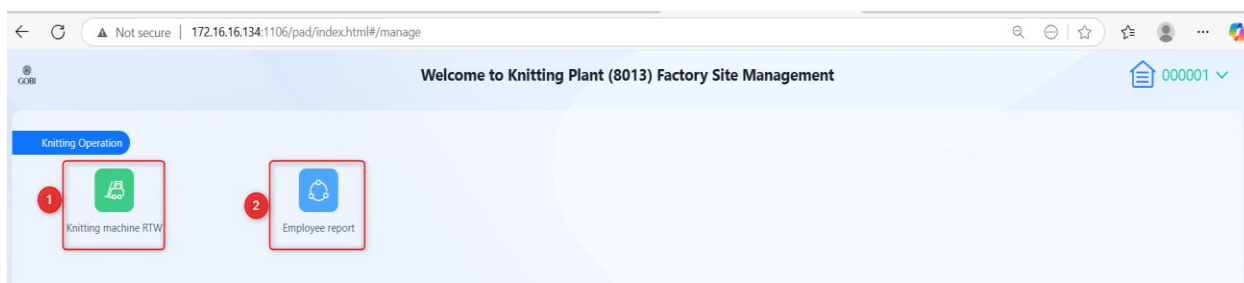 Not secure | 172.16.16.134:1106/pad/index.html#/manage
GOBI
Welcome to Knitting Plant (8013) Factory Site Management
000001
Knitting Operation
1
2
Knitting machine RTW
Employee report